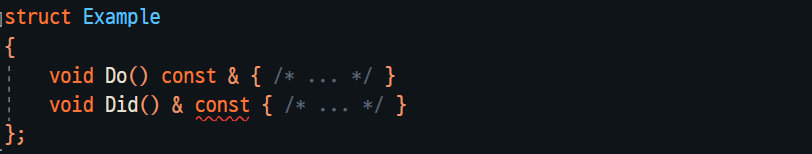 struct Example
{
    void Do() const & { /* ... */ }
    void Did() & const { /* ... */ }
};